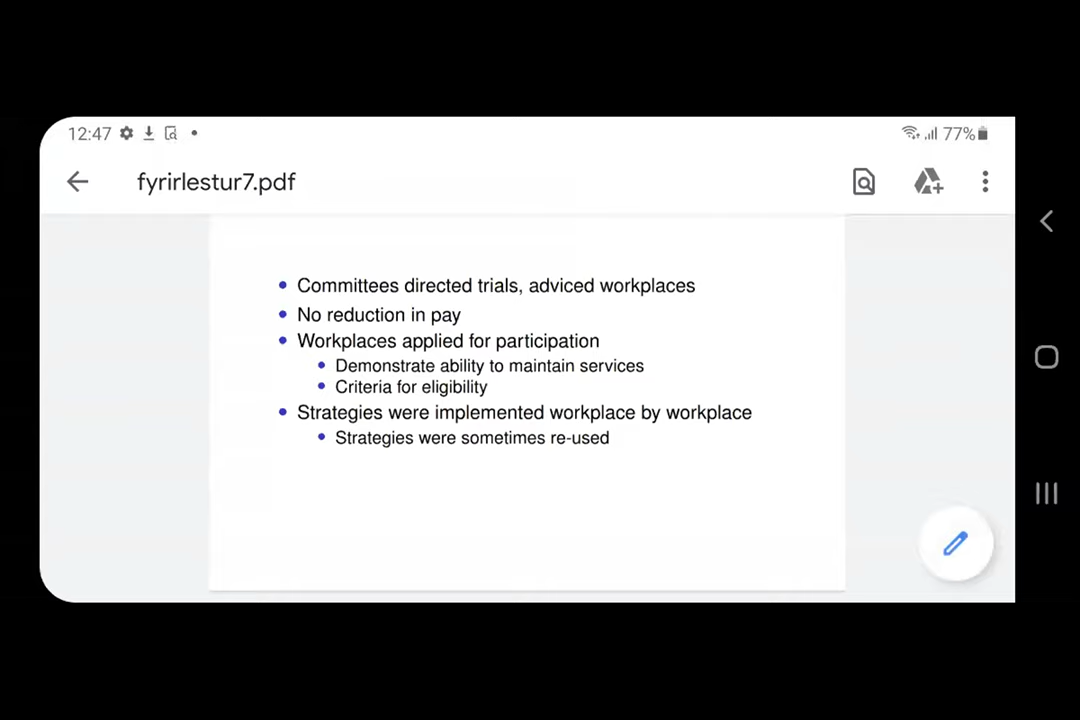 12:47
77%
fyrirlestur7.pdf
Committees directed trials, adviced workplaces
No reduction in pay
Workplaces applied for participation
Demonstrate ability to maintain services
Criteria for eligibility
Strategies were implemented workplace by workplace
Strategies were sometimes re-used